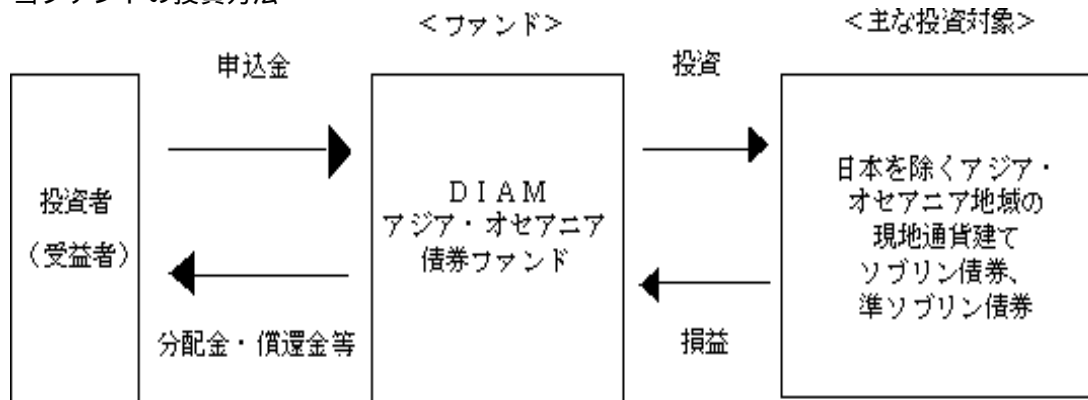 当ファンドの投資方法
＜ファンド＞
＜主な投資対象＞
申込金
投資
投資者
（受益者）
ＤＩＡＭ
アジア・オセアニア
債券ファンド
日本を除くアジア・
オセアニア地域の
現地通貨建て
ソブリン債券、
準ソブリン債券
分配金・償還金等
損益